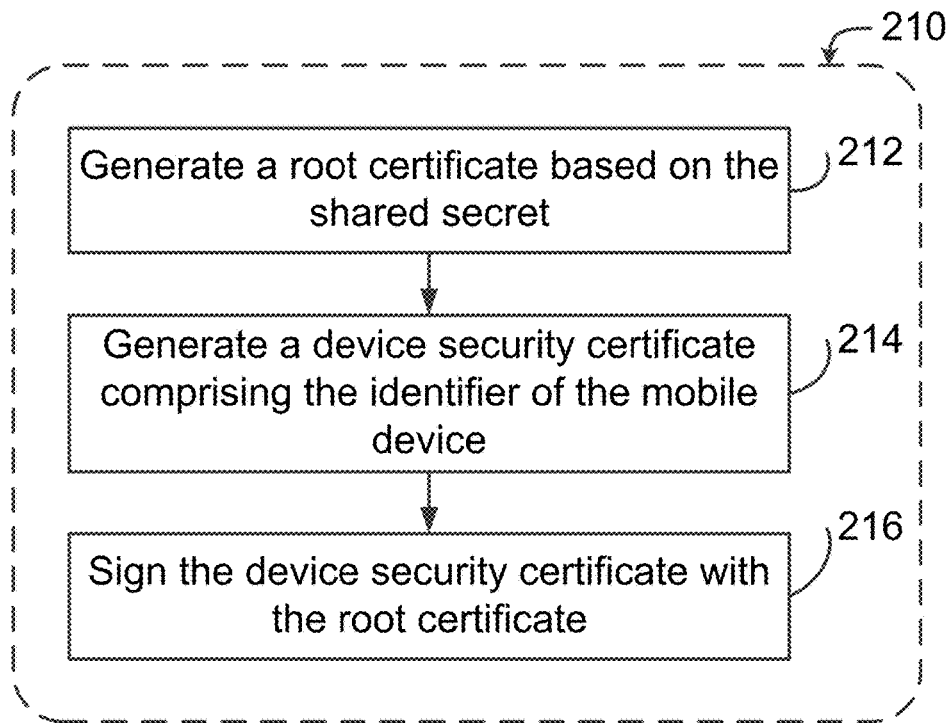 210
Generate a root certificate based on the
shared secret
212
Generate a device security certificate
comprising the identifier of the mobile
device
214
Sign the device security certificate with
the root certificate
216